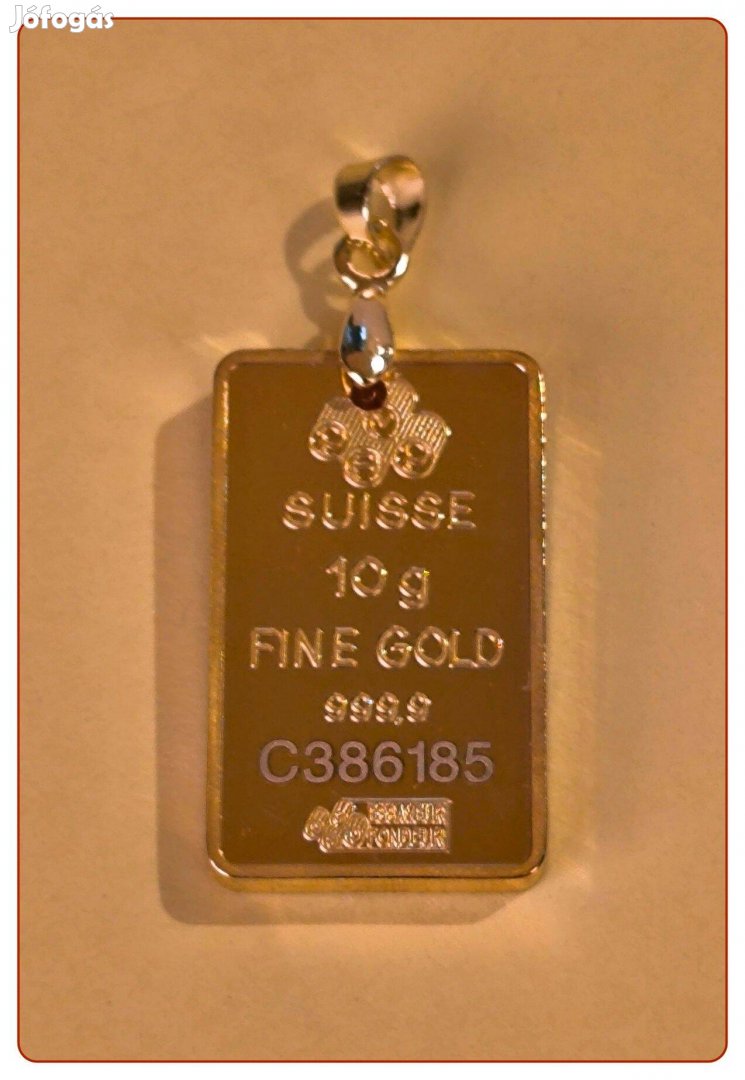 Jófogás
SUISSE
10 g
FINE GOLD
999,9
C386185
ESSAYEUR
FONDEUR